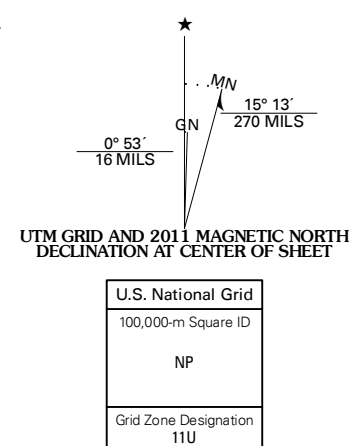 ★
MN
GN
15° 13´
270 MILS
0° 53´
16 MILS
UTM GRID AND 2011 MAGNETIC NORTH
DECLINATION AT CENTER OF SHEET
U.S. National Grid
100,000-m Square ID
NP
Grid Zone Designation
11U